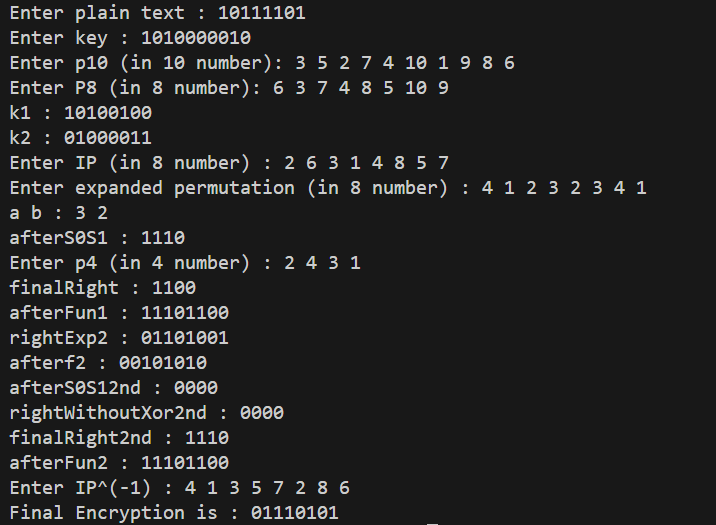 Enter plain text : 10111101
Enter key : 1010000010
Enter p10 (in 10 number): 3 5 2 7 4 10 1 9 8 6
Enter P8 (in 8 number): 6 3 7 4 8 5 10 9
k1 : 10100100
k2 : 01000011
Enter IP (in 8 number) : 2 6 3 1 4 8 5 7
Enter expanded permutation (in 8 number) : 4 1 2 3 2 3 4 1
a b : 3 2
afterS0S1 : 1110
Enter p4 (in 4 number) : 2 4 3 1
finalRight : 1100
afterFun1 : 11101100
rightExp2 : 01101001
afterf2 : 00101010
afterS0S12nd : 0000
rightWithoutXor2nd : 0000
finalRight2nd : 1110
afterFun2 : 11101100
Enter IP^(-1) : 4 1 3 5 7 2 8 6
Final Encryption is : 01110101